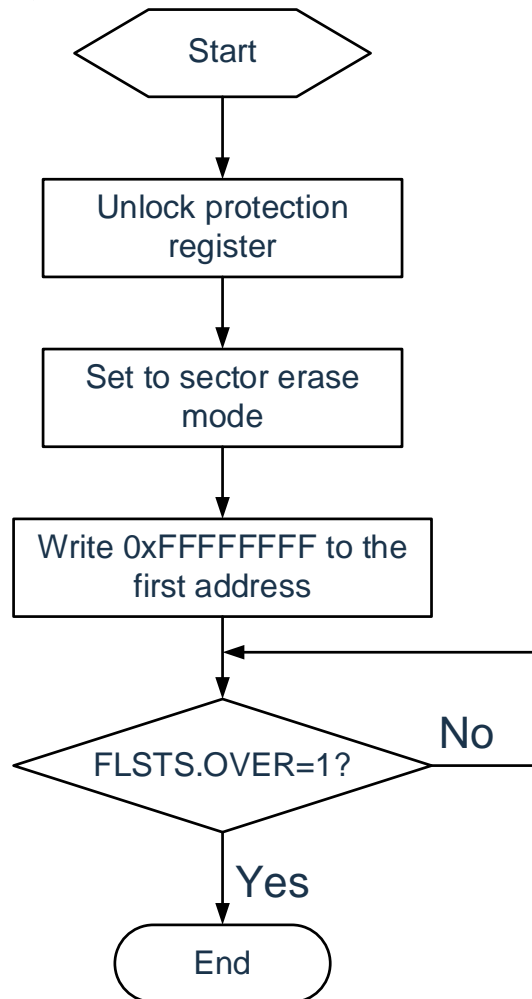 Start
Unlock protection
register
Set to sector erase
mode
Write 0xFFFFFFFF to the
first address
FLSTS.OVER=1?
No
Yes
End